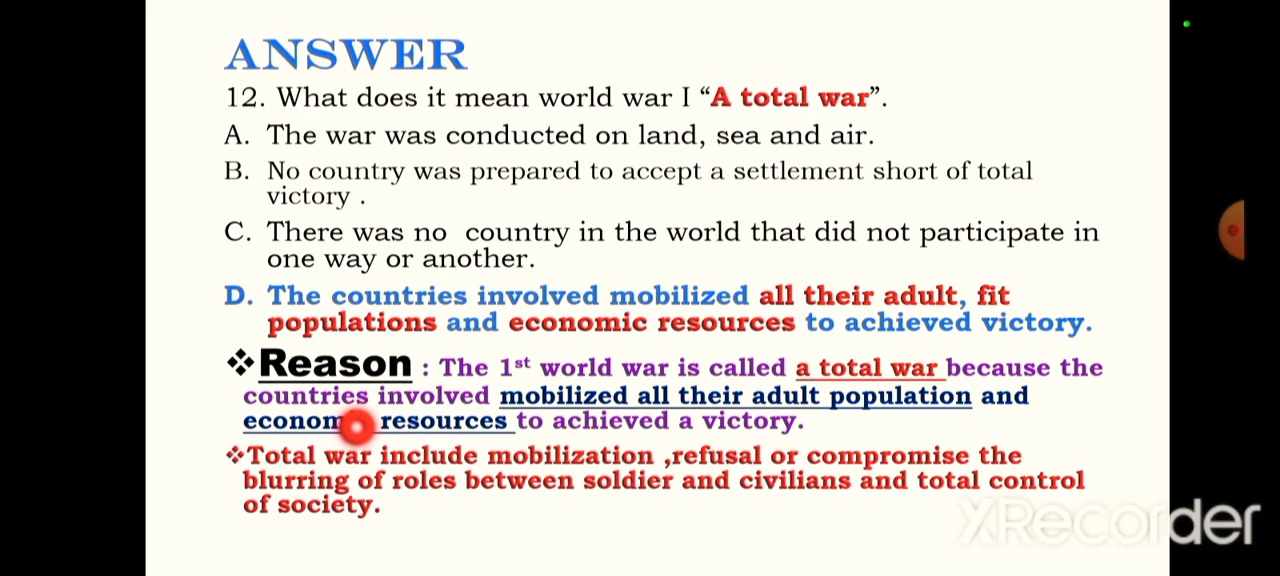 ANSWER
12. What does it mean world war I “A total war”.
A. The war was conducted on land, sea and air.
B. No country was prepared to accept a settlement short of total
victory .
C. There was no country in the world that did not participate in
one way or another.
D. The countries involved mobilized all their adult, fit
populations and economic resources to achieved victory.
❖Reason : The 1st world war is called a total war because the
countries involved mobilized all their adult population and
resources to achieved a victory.
❖Total war include mobilization ,refusal or compromise the
blurring of roles between soldier and civilians and total control
of society.
XRecorder